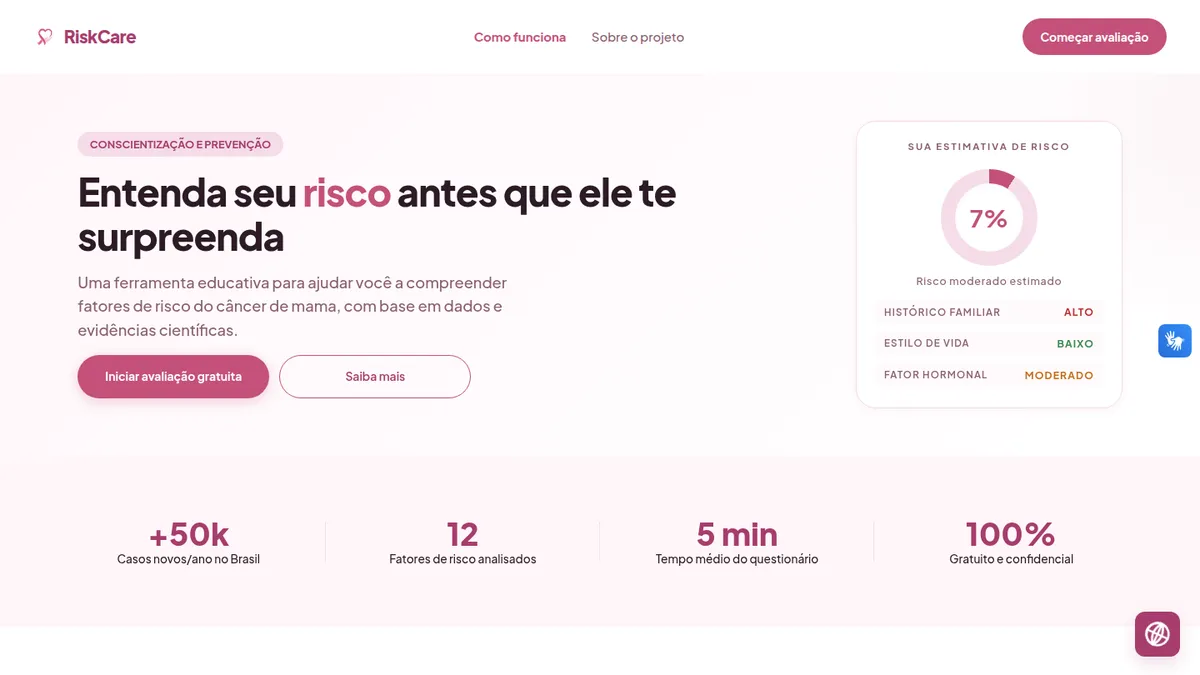 RiskCare
Como funciona
Sobre o projeto
Começar avaliação
CONSCIENTIZAÇÃO E PREVENÇÃO
Entenda seu risco antes que ele te
surpreenda
Uma ferramenta educativa para ajudar você a compreender
fatores de risco do câncer de mama, com base em dados e
evidências científicas.
Iniciar avaliação gratuita
Saiba mais
SUA ESTIMATIVA DE RISCO
7%
Risco moderado estimado
HISTÓRICO FAMILIAR ALTO
ESTILO DE VIDA BAIXO
FATOR HORMONAL MODERADO
+50k
Casos novos/ano no Brasil
12
Fatores de risco analisados
5 min
Tempo médio do questionário
100%
Gratuito e confidencial